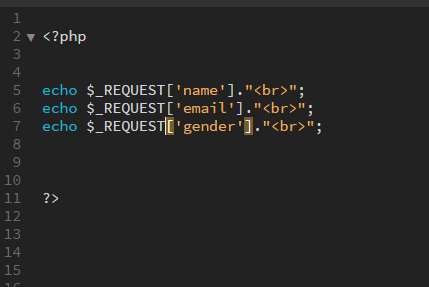 1
2 <?php
3
4
5 echo $_REQUEST['name']."<br>";
6 echo $_REQUEST['email']."<br>";
7 echo $_REQUEST['gender']."<br>";
8
9
10
11 ?>
12
13
14
15